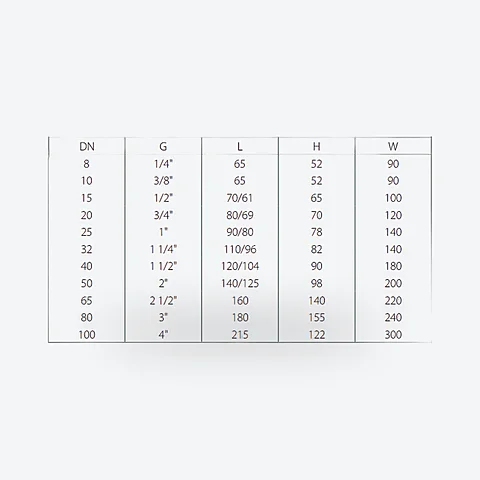 DN G L H W
8 1/4" 65 52 90
10 3/8" 65 52 90
15 1/2" 70/61 65 100
20 3/4" 80/69 70 120
25 1" 90/80 78 140
32 1 1/4" 110/96 82 140
40 1 1/2" 120/104 90 180
50 2" 140/125 98 200
65 2 1/2" 160 140 220
80 3" 180 155 240
100 4" 215 122 300